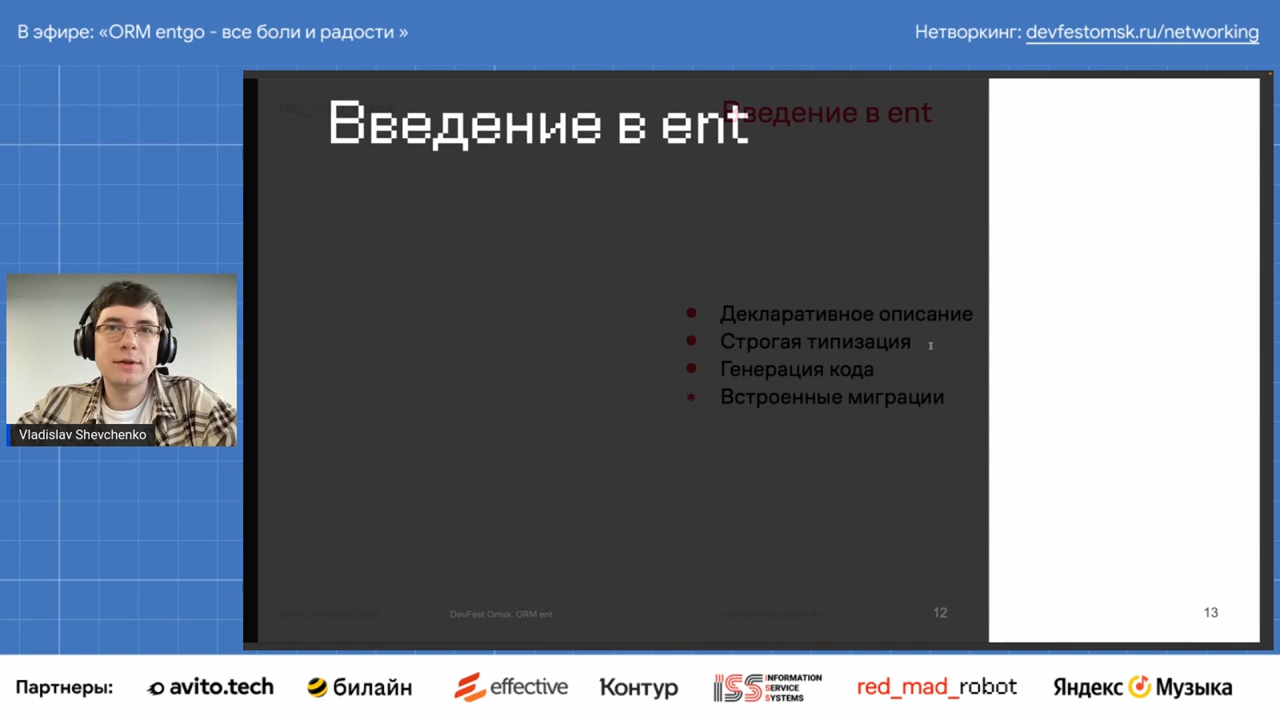 В эфире: «ORM entgo - все боли и радости »
Нетворкинг: devfestomsk.ru/networking
Введение в ent
Введение в ent
Декларативное описание
Строгая типизация
Генерация кода
Встроенные миграции
Vladislav Shevchenko
DevFest Omsk. ORM ent
12
13
Партнеры:
avito.tech
билайн
effective
Контур
ISS INFORMATION SERVICE SYSTEMS
red_mad_robot
Яндекс Музыка